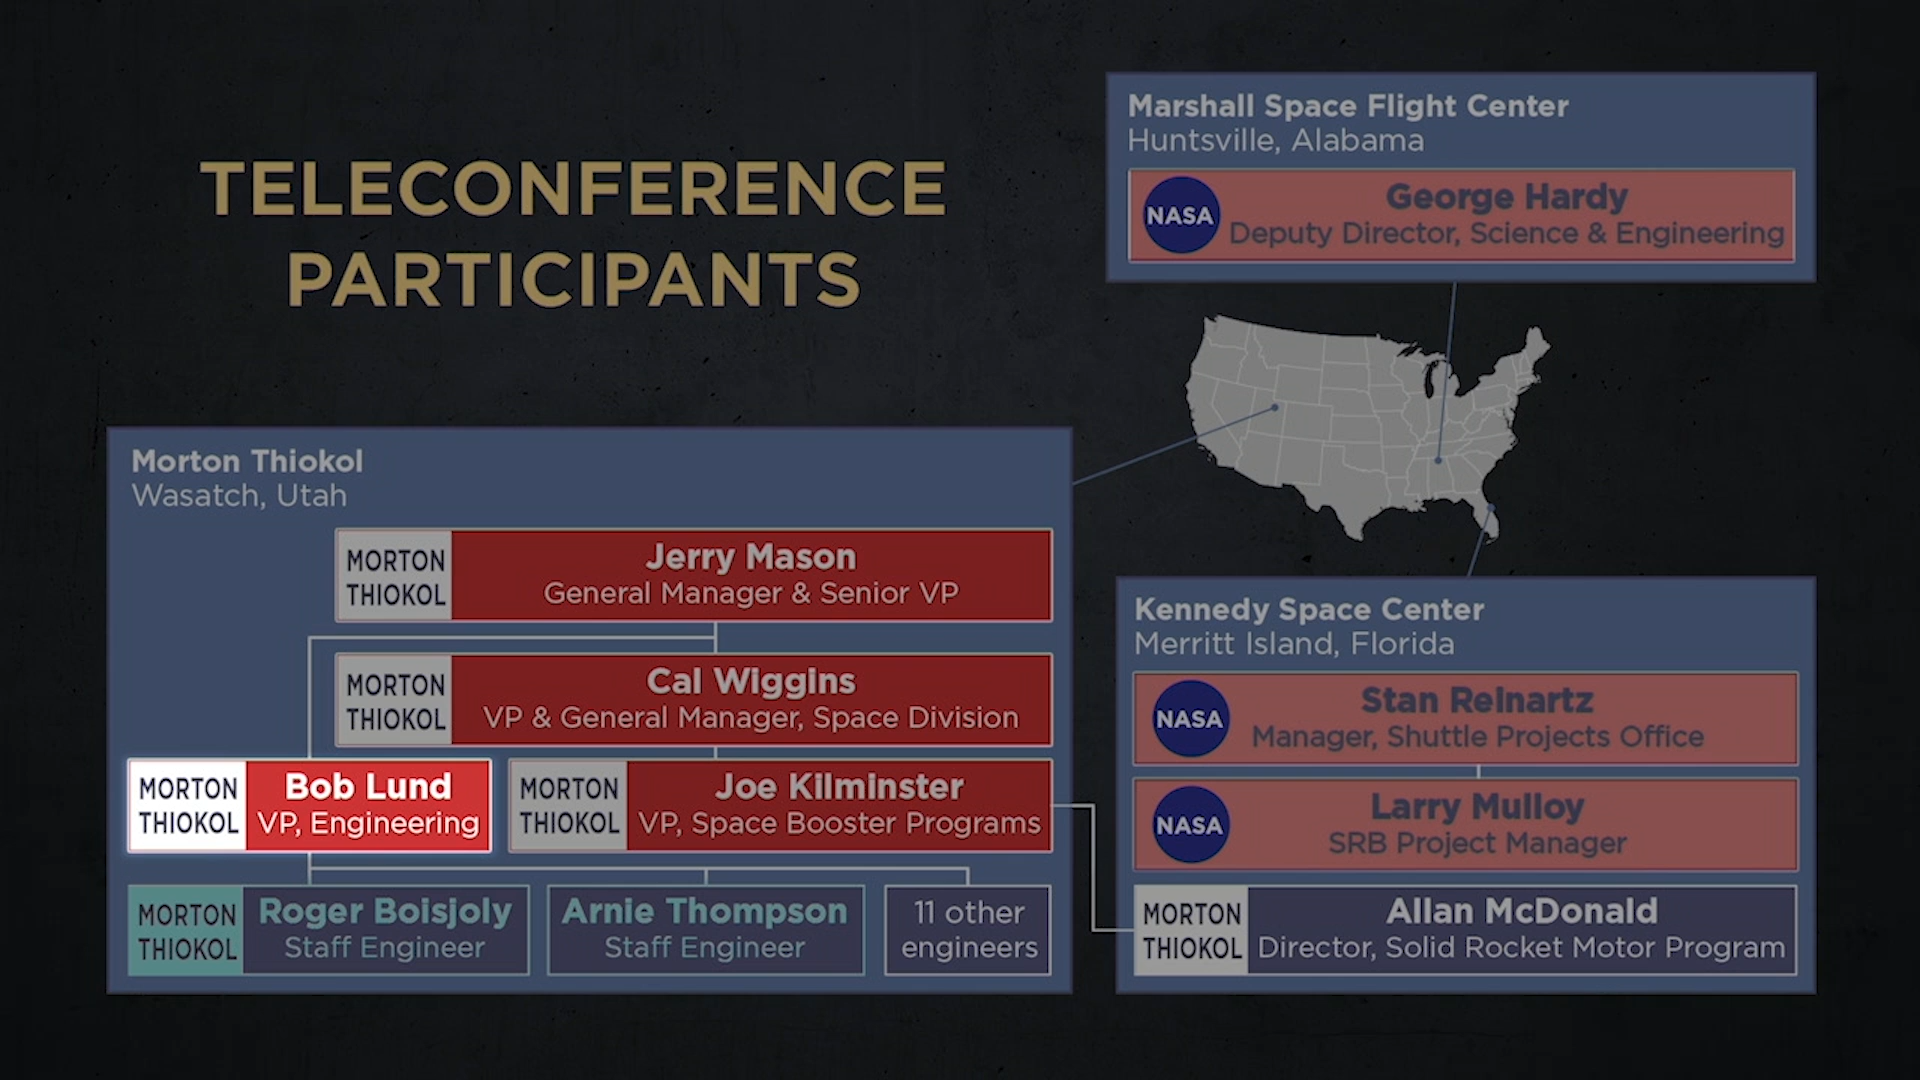 TELECONFERENCE
PARTICIPANTS
Marshall Space Flight Center
Huntsville, Alabama
NASA
George Hardy
Deputy Director, Science & Engineering
Morton Thiokol
Wasatch, Utah
MORTON
THIOKOL
Jerry Mason
General Manager & Senior VP
MORTON
THIOKOL
Cal Wiggins
VP & General Manager, Space Division
MORTON
THIOKOL
Bob Lund
VP, Engineering
MORTON
THIOKOL
Joe Kilminster
VP, Space Booster Programs
MORTON
THIOKOL
Roger Boisjoly
Staff Engineer
Arnie Thompson
Staff Engineer
11 other
engineers
Kennedy Space Center
Merritt Island, Florida
NASA
Stan Reinartz
Manager, Shuttle Projects Office
NASA
Larry Mulloy
SRB Project Manager
MORTON
THIOKOL
Allan McDonald
Director, Solid Rocket Motor Program